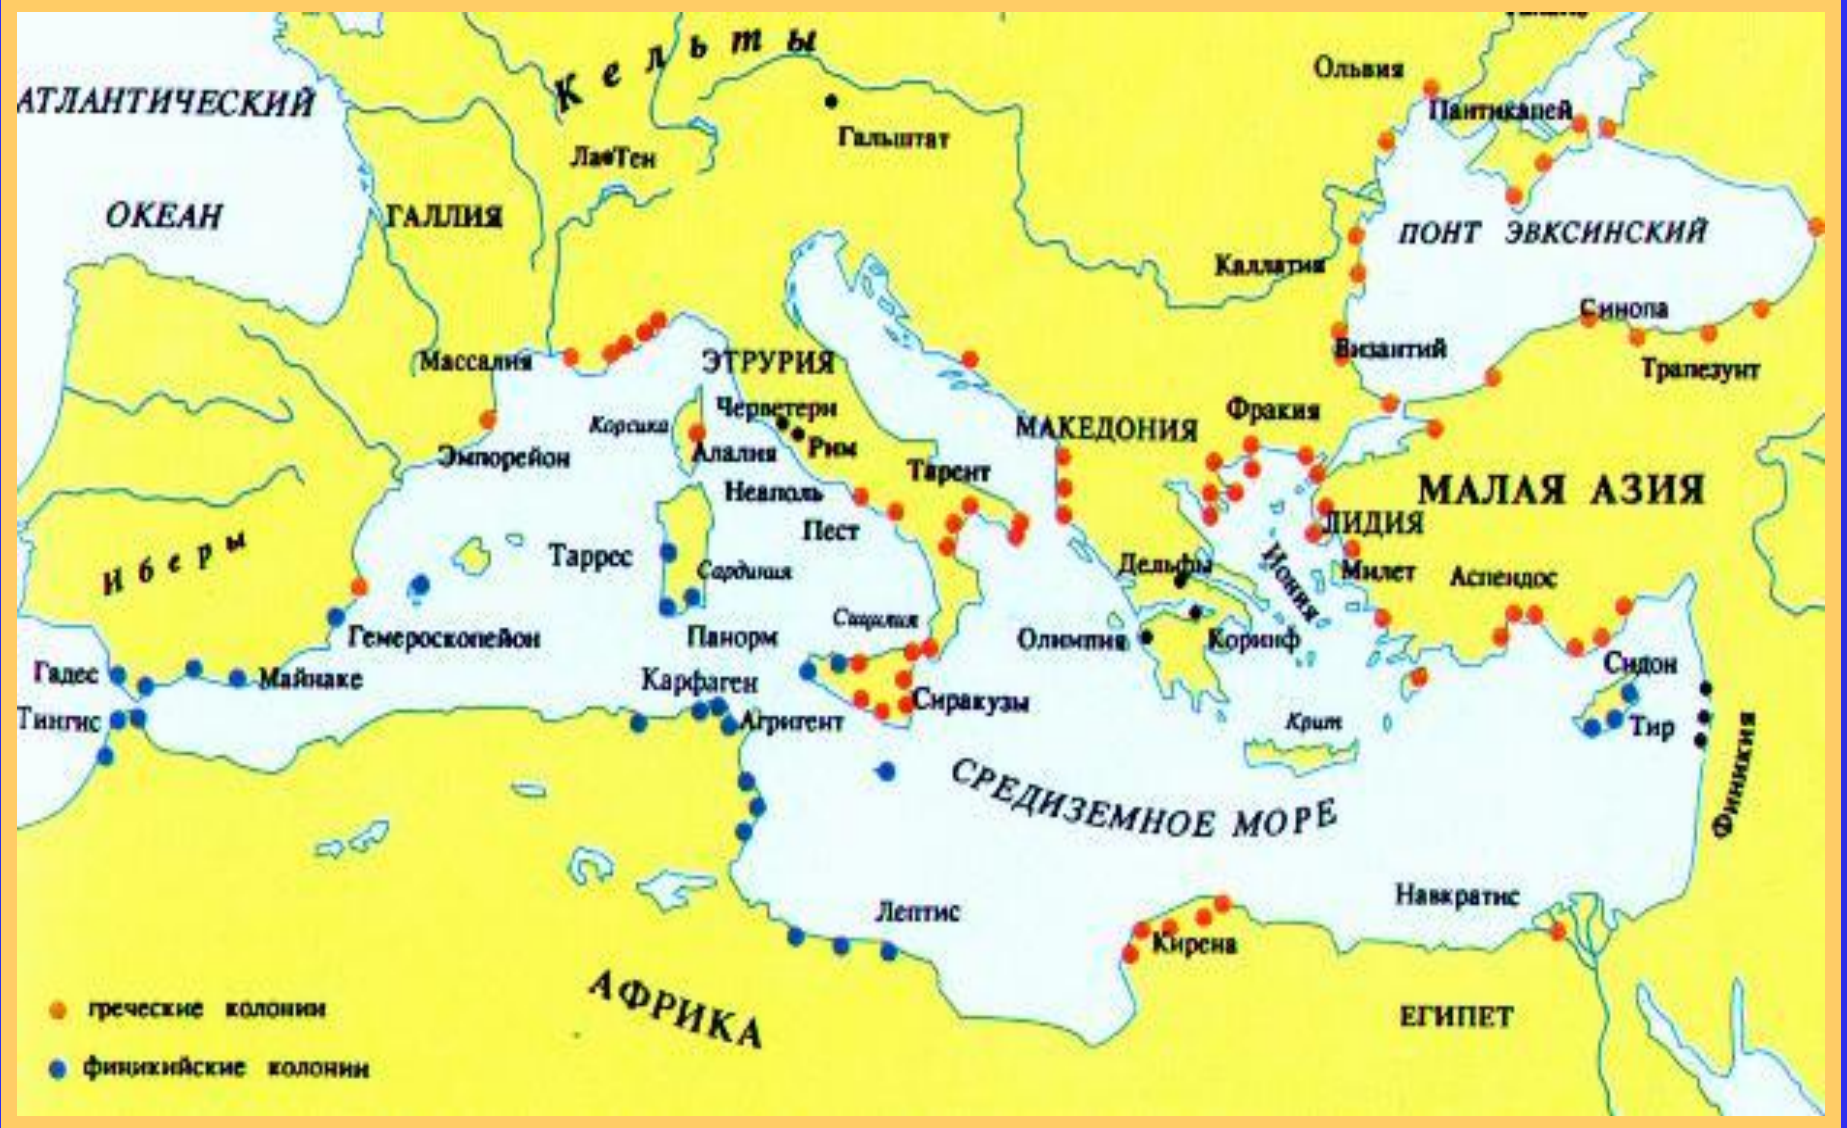 Кельты
Ольвия
АТЛАНТИЧЕСКИЙ
Пантикапей
Гальштат
Ла Тен
ОКЕАН
ГАЛЛИЯ
ПОНТ ЭВКСИНСКИЙ
Каллатия
Синопа
Массалия
ЭТРУРИЯ
Византий
Трапезунт
Черветери
Фракия
Корсика
МАКЕДОНИЯ
Алалия
Рим
Эмпорейон
Тарент
Неаполь
МАЛАЯ АЗИЯ
Пест
ЛИДИЯ
Иберы
Таррес
Сардиния
Дельфы
Иония
Милет
Аспендос
Сицилия
Гемероскопейон
Панорм
Олимпия
Коринф
Гадес
Майнаке
Карфаген
Сидон
Тингис
Агригент
Сиракузы
Крит
Тир
Финикия
СРЕДИЗЕМНОЕ МОРЕ
Лептис
Навкратис
Кирена
АФРИКА
ЕГИПЕТ
греческие колонии
финикийские колонии